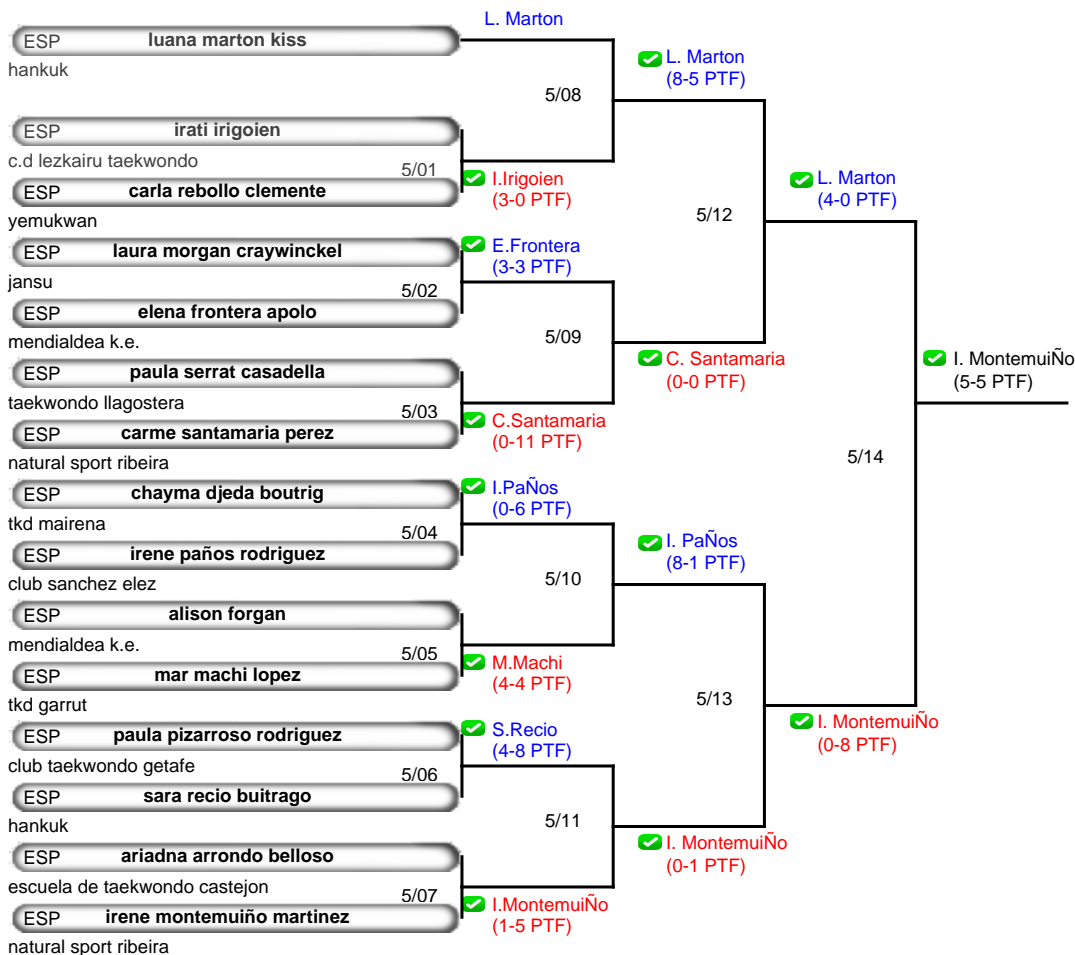 L. Marton
ESP luana marton kiss
hankuk
L. Marton
(8-5 PTF)
5/08
ESP irati irigoien
c.d lezkairu taekwondo
5/01
ESP carla rebollo clemente
yemukwan
I.Irigoien
(3-0 PTF)
L. Marton
(4-0 PTF)
5/12
ESP laura morgan craywinckel
jansu
E.Frontera
(3-3 PTF)
5/02
ESP elena frontera apolo
mendialdea k.e.
5/09
ESP paula serrat casadella
taekwondo llagostera
C. Santamaria
(0-0 PTF)
I. MontemuiÑo
(5-5 PTF)
5/03
ESP carme santamaria perez
natural sport ribeira
C.Santamaria
(0-11 PTF)
5/14
ESP chayma djeda boutrig
tkd mairena
I.PaÑos
(0-6 PTF)
5/04
ESP irene paños rodriguez
club sanchez elez
I. PaÑos
(8-1 PTF)
5/10
ESP alison forgan
mendialdea k.e.
5/05
ESP mar machi lopez
tkd garrut
M.Machi
(4-4 PTF)
5/13
ESP paula pizarroso rodriguez
club taekwondo getafe
S.Recio
(4-8 PTF)
I. MontemuiÑo
(0-8 PTF)
5/06
ESP sara recio buitrago
hankuk
5/11
ESP ariadna arrondo belloso
escuela de taekwondo castejon
I. MontemuiÑo
(0-1 PTF)
5/07
ESP irene montemuiño martinez
natural sport ribeira
I.MontemuiÑo
(1-5 PTF)